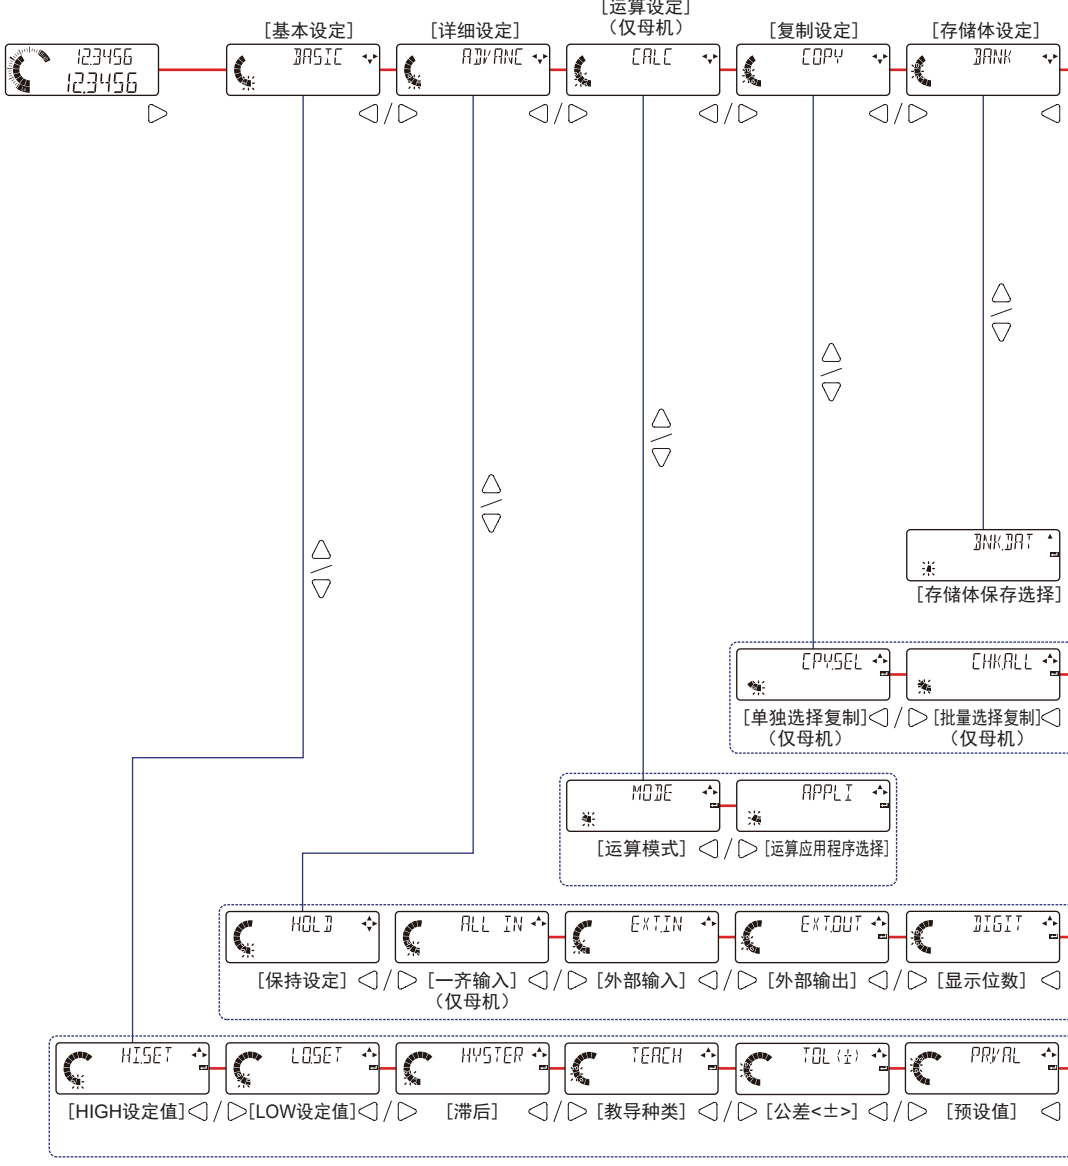 [运算设定]
[基本设定] [详细设定] (仅母机) [复制设定] [存储体设定]
123456 BASIC ADVANC CALC COPY BANK
123456
/ / / /
/
/
/
/
BNK.DAT
/
[存储体保存选择]
CPY.SEL CHK.ALL
[单独选择复制] / [批量选择复制]
(仅母机) (仅母机)
MODE APPLI
[运算模式] / [运算应用程序选择]
HOLD ALL IN EXT.IN EXT.OUT DIGIT
[保持设定] / [一齐输入] / [外部输入] / [外部输出] / [显示位数]
(仅母机)
HI.SET LO.SET HYSTER TEACH TOL (±) PRVAL
[HIGH设定值] / [LOW设定值] / [滞后] / [教导种类] / [公差<±>] / [预设值]